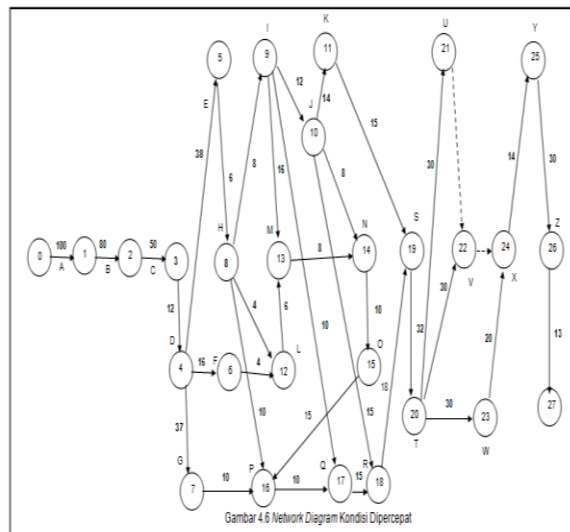 I
K
U
Y
5
9
11
21
25
E
12
J
14
10
38
6
8
16
15
8
30
14
30
H
M
N
S
Z
100
80
50
0
1
2
3
A
B
C
8
13
8
14
19
22
24
26
V
X
12
4
6
10
10
32
30
20
13
D
L
O
4
16
F
6
4
12
15
18
20
30
23
27
T
W
37
10
15
15
G
P
Q
R
7
10
16
10
17
15
18
Gambar 4.6 Network Diagram Kondisi Dipercepat